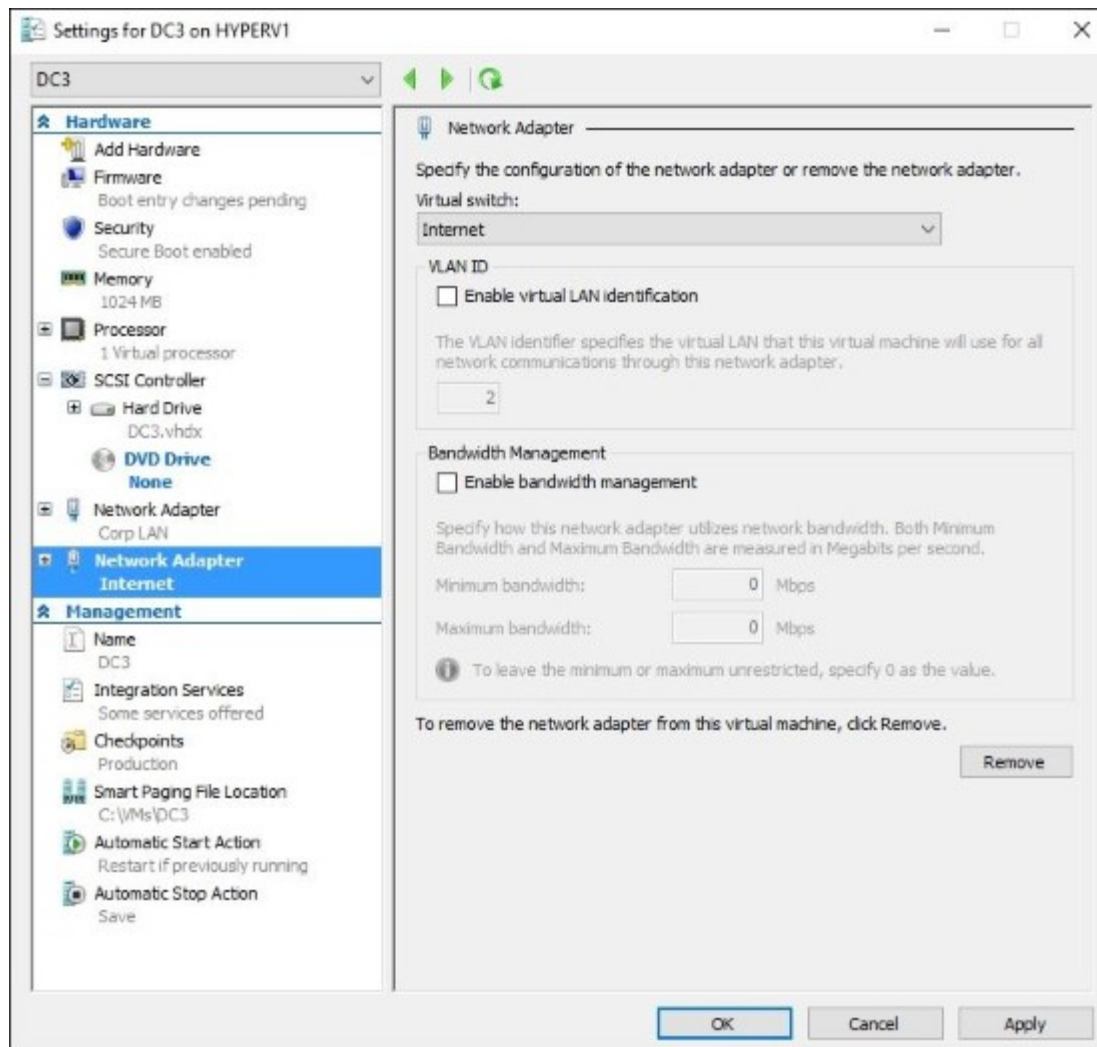 Settings for DC3 on HYPERV1
DC3
Hardware
Add Hardware
Firmware
Boot entry changes pending
Security
Secure Boot enabled
Memory
1024 MB
Processor
1 Virtual processor
SCSI Controller
Hard Drive
DC3.vhdx
DVD Drive
None
Network Adapter
Corp LAN
Network Adapter
Internet
Management
Name
DC3
Integration Services
Some services offered
Checkpoints
Production
Smart Paging File Location
C:\VMs\DC3
Automatic Start Action
Restart if previously running
Automatic Stop Action
Save
Network Adapter
Specify the configuration of the network adapter or remove the network adapter.
Virtual switch:
Internet
VLAN ID
Enable virtual LAN identification
The VLAN identifier specifies the virtual LAN that this virtual machine will use for all
network communications through this network adapter.
2
Bandwidth Management
Enable bandwidth management
Specify how this network adapter utilizes network bandwidth. Both Minimum
Bandwidth and Maximum Bandwidth are measured in Megabits per second.
Minimum bandwidth: 0 Mbps
Maximum bandwidth: 0 Mbps
To leave the minimum or maximum unrestricted, specify 0 as the value.
To remove the network adapter from this virtual machine, click Remove.
Remove
OK Cancel Apply